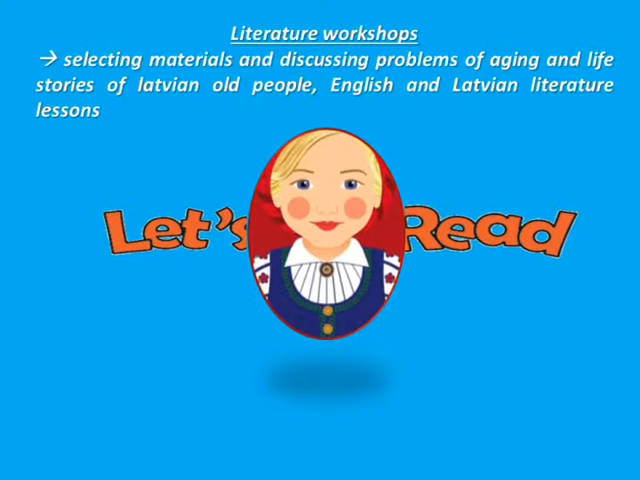 Literature workshops
→ selecting materials and discussing problems of aging and life
stories of latvian old people, English and Latvian literature
lessons
Let's Read